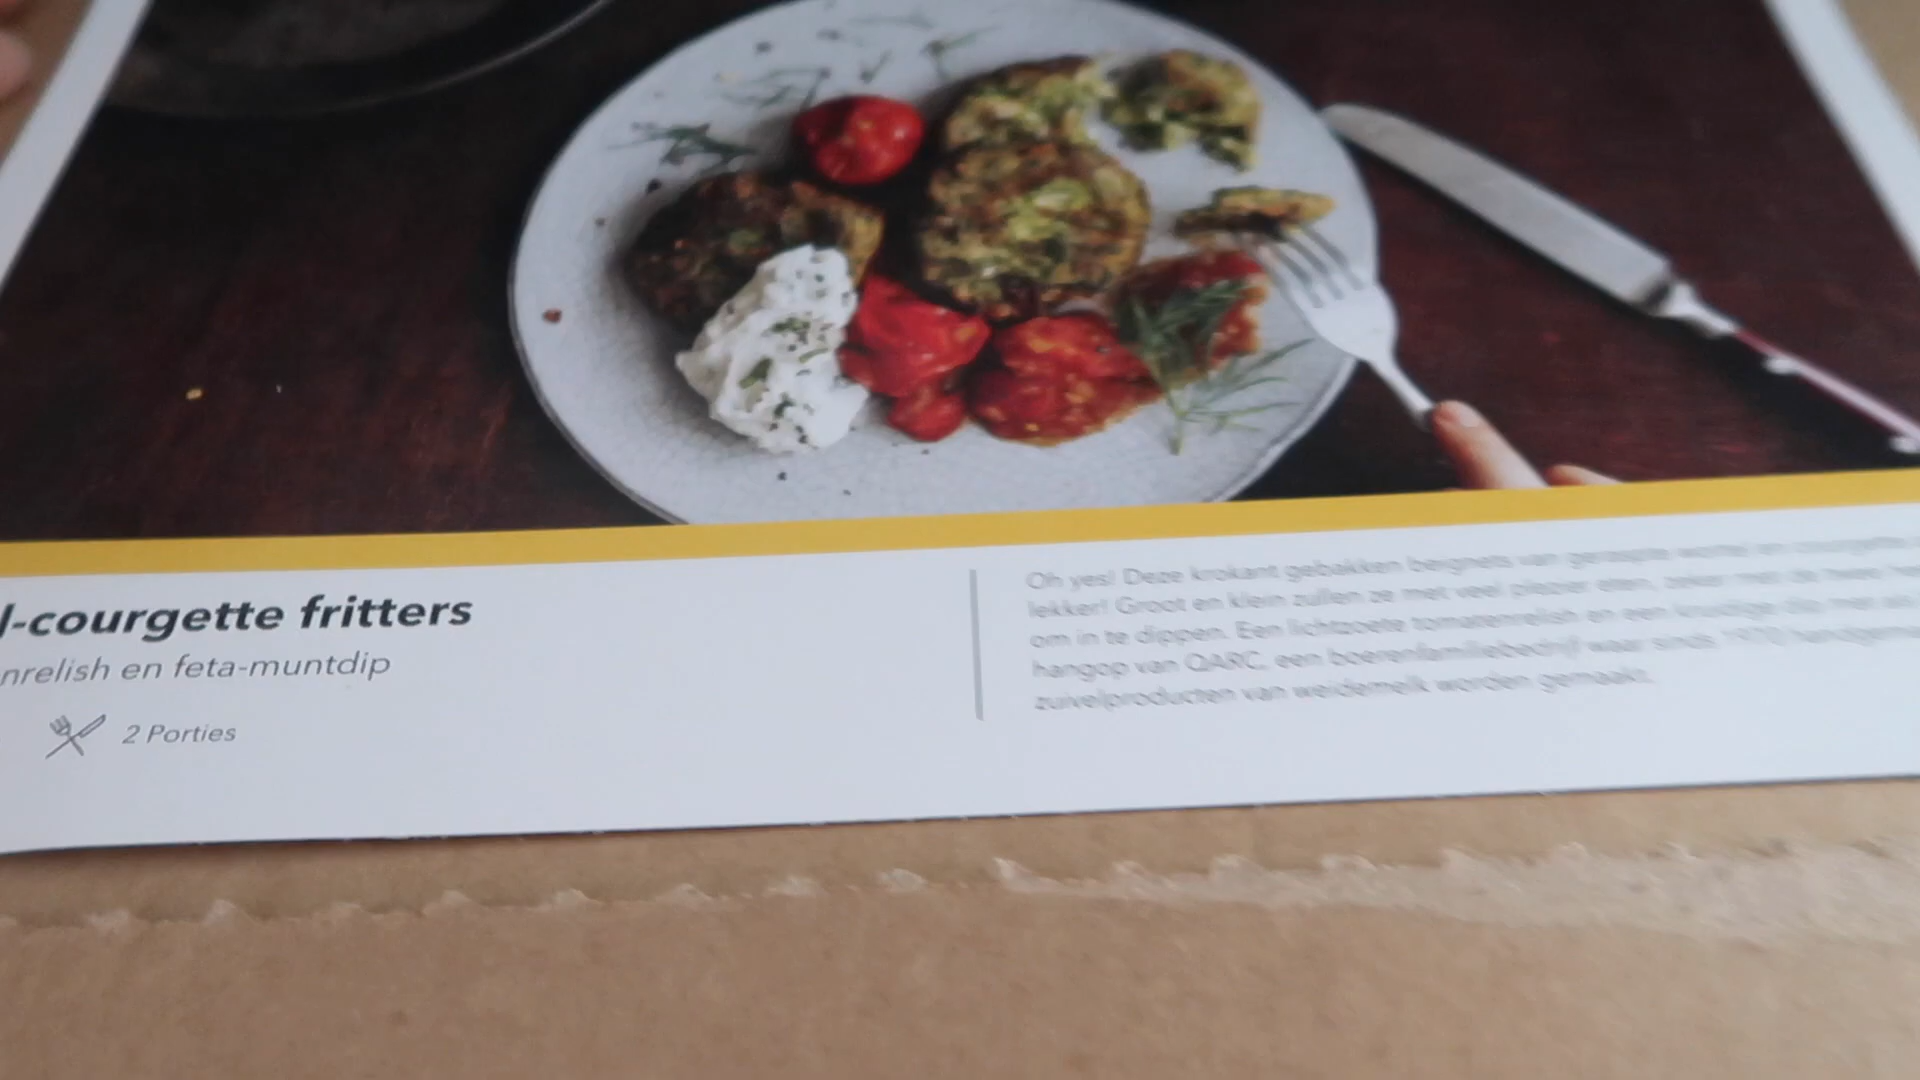 l-courgette fritters
nrelish en feta-muntdip
2 Porties
Oh yes! Deze krokant gebakken beignets van geraspte wortel en courgette
lekker! Groot en klein zullen ze met veel plezier eten, zeker met de twee
om in te dippen. Een lichtzoete tomatenrelish en een kruidige dip met
hangop van QARC, een boerenfamiliebedrijf waar sinds 1970 handgema
zuivelproducten van weidemelk worden gemaakt.